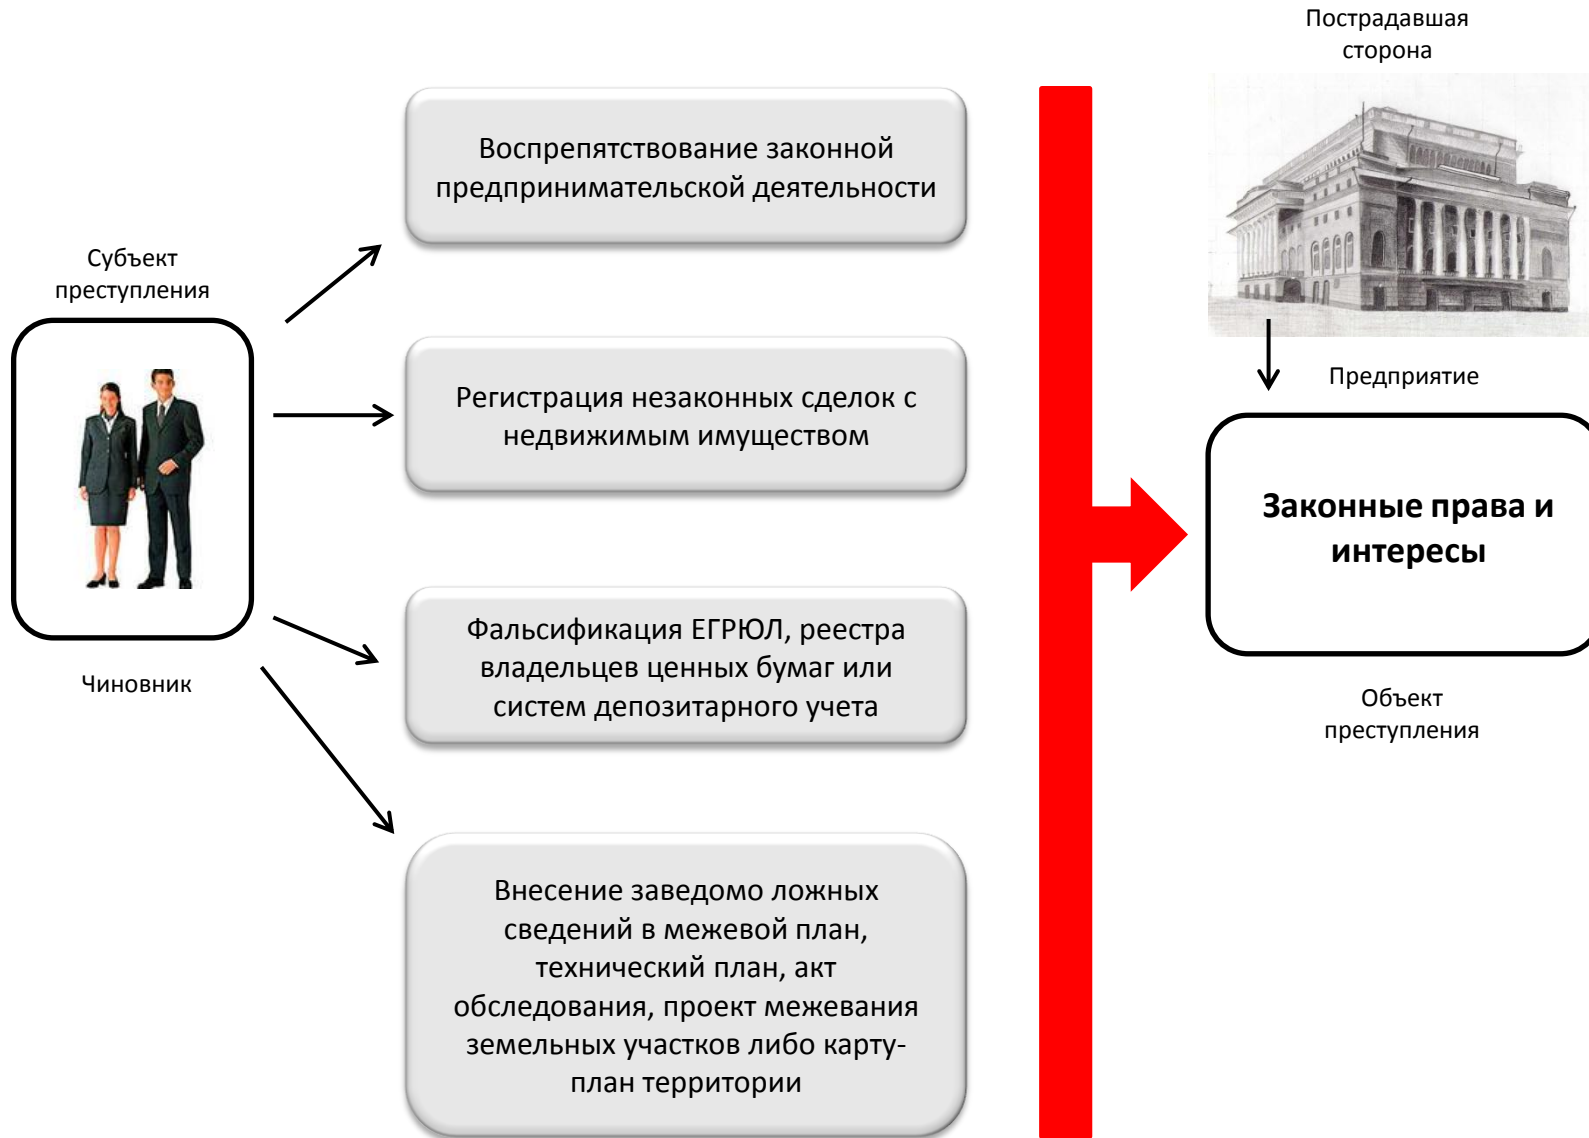 Пострадавшая
сторона
Воспрепятствование законной
предпринимательской деятельности
Субъект
преступления
Регистрация незаконных сделок с
недвижимым имуществом
Предприятие
Законные права и
интересы
Фальсификация ЕГРЮЛ, реестра
владельцев ценных бумаг или
систем депозитарного учета
Чиновник
Объект
преступления
Внесение заведомо ложных
сведений в межевой план,
технический план, акт
обследования, проект межевания
земельных участков либо карту-
план территории